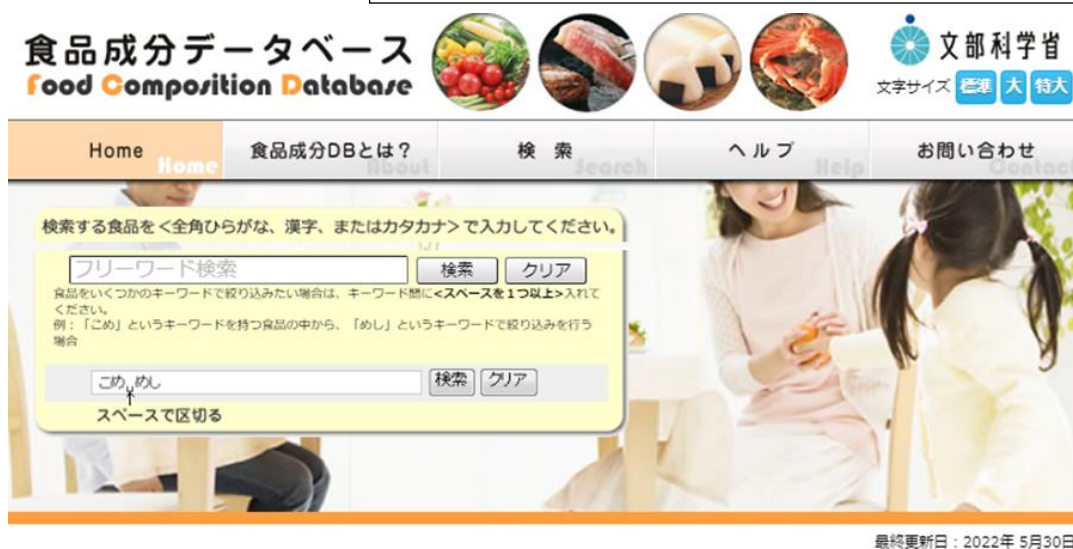 食品成分データベース
Food Composition Database
文部科学省
文字サイズ 標準 大 特大
Home
Home
食品成分DBとは?
About
検 索
Search
ヘルプ
Help
お問い合わせ
Contact
検索する食品を<全角ひらがな、漢字、またはカタカナ>で入力してください。
フリーワード検索 検索 クリア
食品をいくつかのキーワードで絞り込みたい場合は、キーワード間に<スペースを1つ以上>入れて
ください。
例:「こめ」というキーワードを持つ食品の中から、「めし」というキーワードで絞り込みを行う
場合
こめ めし 検索 クリア
スペースで区切る
最終更新日:2022年 5月30日